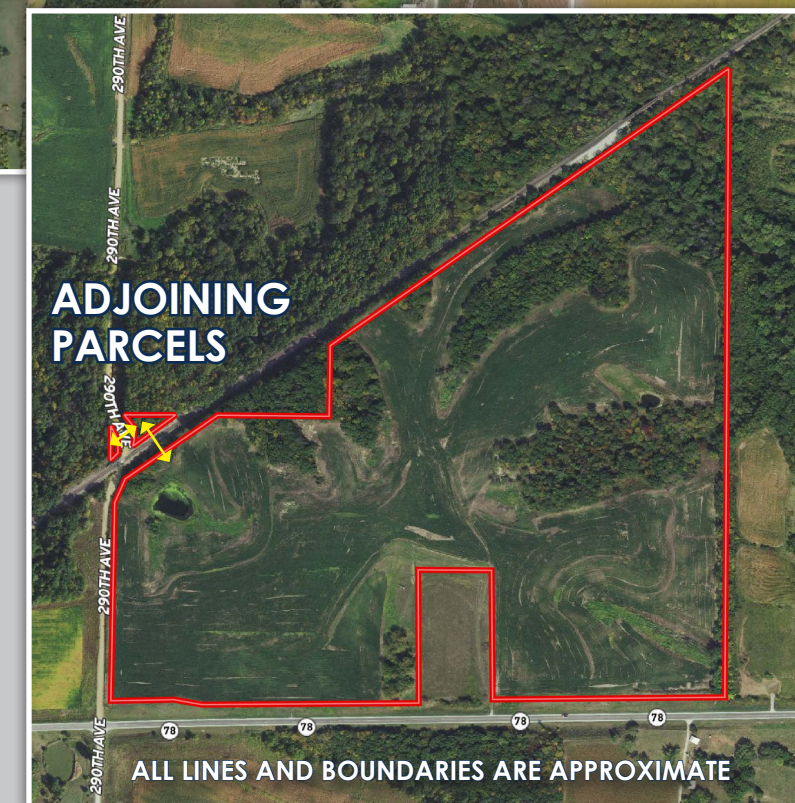 290TH AVE
290TH AVE
ADJOINING
PARCELS
290TH AVE
290TH AVE
290TH AVE
78
78
78
78
ALL LINES AND BOUNDARIES ARE APPROXIMATE